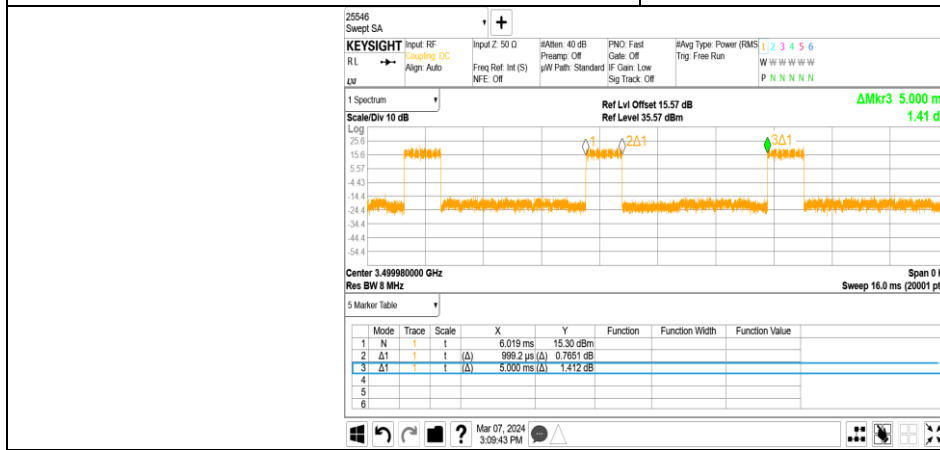 25546
Swept SA
+
KEYSIGHT Input: RF Input Z: 50 Ω #Atten: 40 dB PNO: Fast #Avg Type: Power (RMS 1 2 3 4 5 6
RL Coupling: DC Preamp: Off Gate: Off Trig: Free Run
Align: Auto Freq Ref: Int (S) µW Path: Standard IF Gain: Low W W W W W W
NFE: Off Sig Track: Off P N N N N N
1 Spectrum
Ref Lvl Offset 15.57 dB ΔMkr3 5.000 m
Scale/Div 10 dB Ref Level 35.57 dBm 1.41 d
Log
1 2Δ1 3Δ1
25.6
15.6
5.57
-4.43
-14.4
-24.4
-34.4
-44.4
-54.4
Center 3.499980000 GHz Span 0 H
Res BW 8 MHz Sweep 16.0 ms (20001 pt
5 Marker Table
Mode Trace Scale X Y Function Function Width Function Value
1 N 1 t 6.019 ms 15.30 dBm
2 Δ1 1 t (Δ) 999.2 µs (Δ) 0.7651 dB
3 Δ1 1 t (Δ) 5.000 ms (Δ) 1.412 dB
4
5
6
? Mar 07, 2024
3:09:43 PM